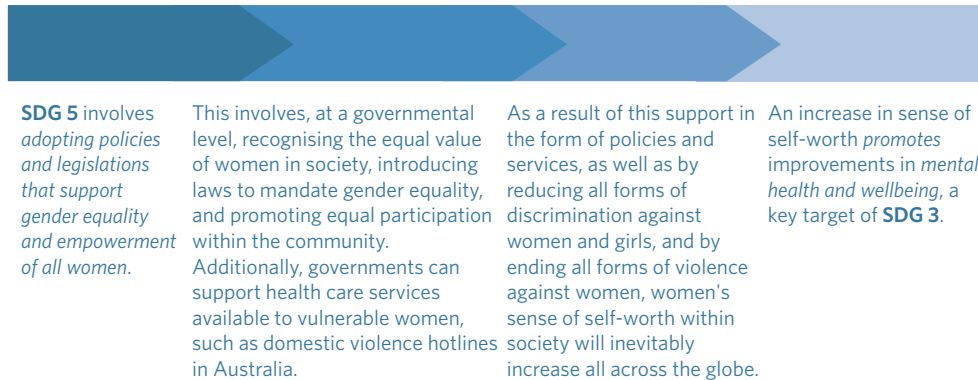 SDG 5 involves
adopting policies
and legislations
that support
gender equality
and empowerment
of all women.
This involves, at a governmental
level, recognising the equal value
of women in society, introducing
laws to mandate gender equality,
and promoting equal participation
within the community.
Additionally, governments can
support health care services
available to vulnerable women,
such as domestic violence hotlines
in Australia.
As a result of this support in
the form of policies and
services, as well as by
reducing all forms of
discrimination against
women and girls, and by
ending all forms of violence
against women, women's
sense of self-worth within
society will inevitably
increase all across the globe.
An increase in sense of
self-worth promotes
improvements in mental
health and wellbeing, a
key target of SDG 3.